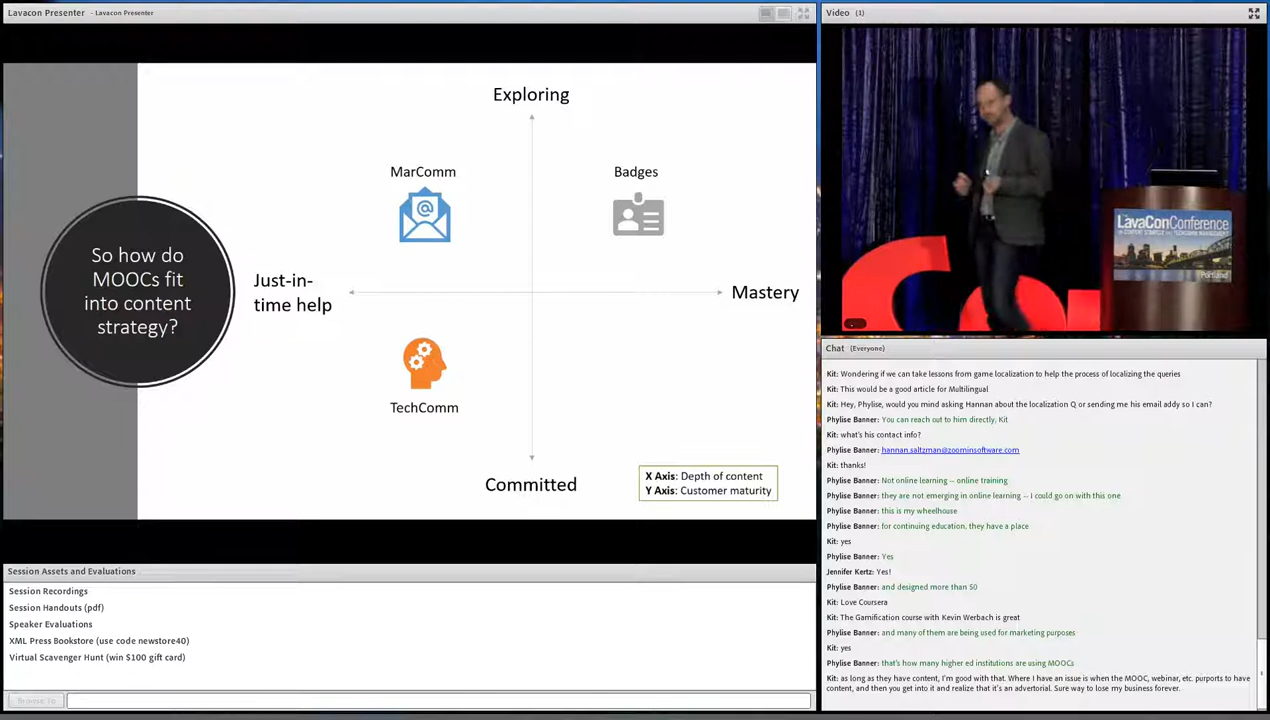 Lavacon Presenter - Lavacon Presenter
Exploring
MarComm
Badges
So how do
MOOCs fit
into content
strategy?
Just-in-
time help
Mastery
TechComm
Committed
X Axis: Depth of content
Y Axis: Customer maturity
Session Assets and Evaluations
Session Recordings
Session Handouts (pdf)
Speaker Evaluations
XML Press Bookstore (use code newstore40)
Virtual Scavenger Hunt (win $100 gift card)
Browse To
Video (1)
LavaConConference
Portland
Chat (Everyone)
Kit: Wondering if we can take lessons from game localization to help the process of localizing the queries
Kit: This would be a good article for Multilingual
Kit: Hey, Phylise, would you mind asking Hannan about the localization Q or sending me his email addy so I can?
Phylise Banner: You can reach out to him directly, Kit
Kit: what's his contact info?
Phylise Banner: hannan.saltzman@zoominsoftware.com
Kit: thanks!
Phylise Banner: Not online learning -- online training
Phylise Banner: they are not emerging in online learning -- I could go on with this one
Phylise Banner: this is my wheelhouse
Phylise Banner: for continuing education, they have a place
Kit: yes
Phylise Banner: Yes
Jennifer Kertz: Yes!
Phylise Banner: and designed more than 50
Kit: Love Coursera
Kit: The Gamification course with Kevin Werbach is great
Phylise Banner: and many of them are being used for marketing purposes
Kit: yes
Phylise Banner: that's how many higher ed institutions are using MOOCs
Kit: as long as they have content, I'm good with that. Where I have an issue is when the MOOC, webinar, etc. purports to have
content, and then you get into it and realize that it's an advertorial. Sure way to lose my business forever.